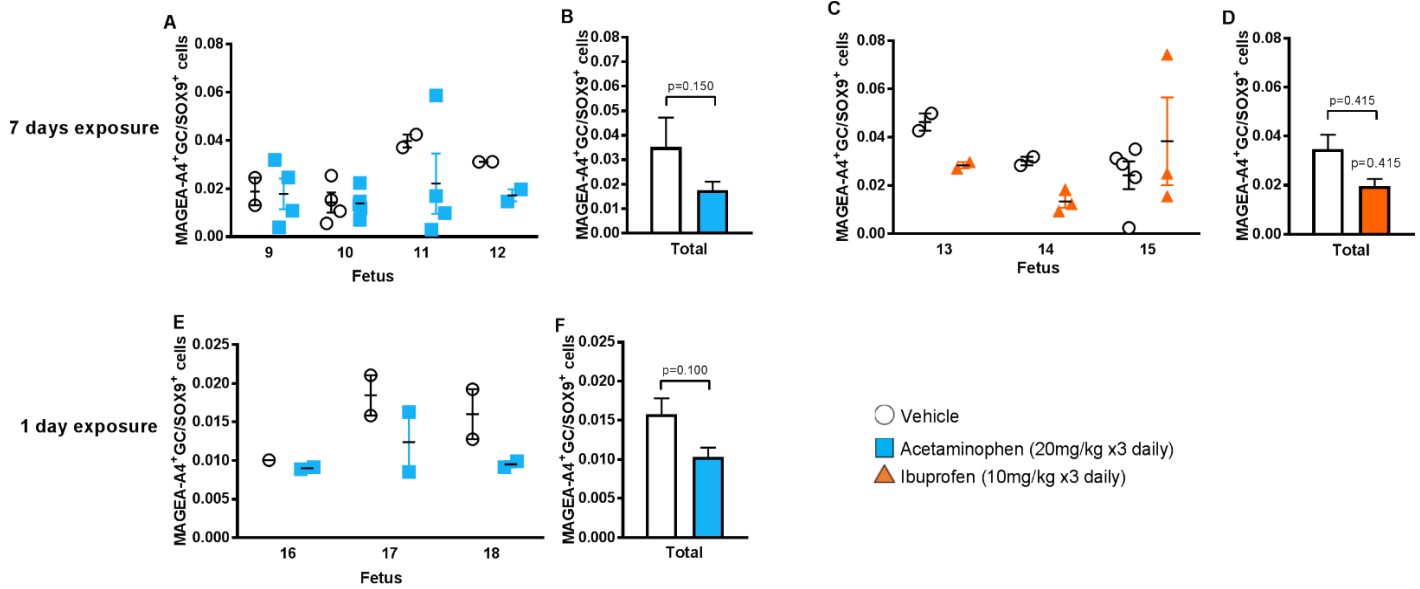 7 days exposure
A
MAGEA-A4⁺GC/SOX9⁺ cells
0.08
0.06
0.04
0.02
0.00
9 10 11 12
Fetus
B
MAGEA-A4⁺GC/SOX9⁺ cells
0.08
0.07
0.06
0.05
0.04
0.03
0.02
0.01
0.00
p=0.150
Total
C
MAGEA-A4⁺GC/SOX9⁺ cells
0.08
0.06
0.04
0.02
0.00
13 14 15
Fetus
D
MAGEA-A4⁺GC/SOX9⁺ cells
0.08
0.06
0.04
0.02
0.00
p=0.415
p=0.415
Total
1 day exposure
E
MAGEA-A4⁺GC/SOX9⁺ cells
0.025
0.020
0.015
0.010
0.005
0.000
16 17 18
Fetus
F
MAGEA-A4⁺GC/SOX9⁺ cells
0.025
0.020
0.015
0.010
0.005
0.000
p=0.100
Total
Vehicle
Acetaminophen (20mg/kg x3 daily)
Ibuprofen (10mg/kg x3 daily)